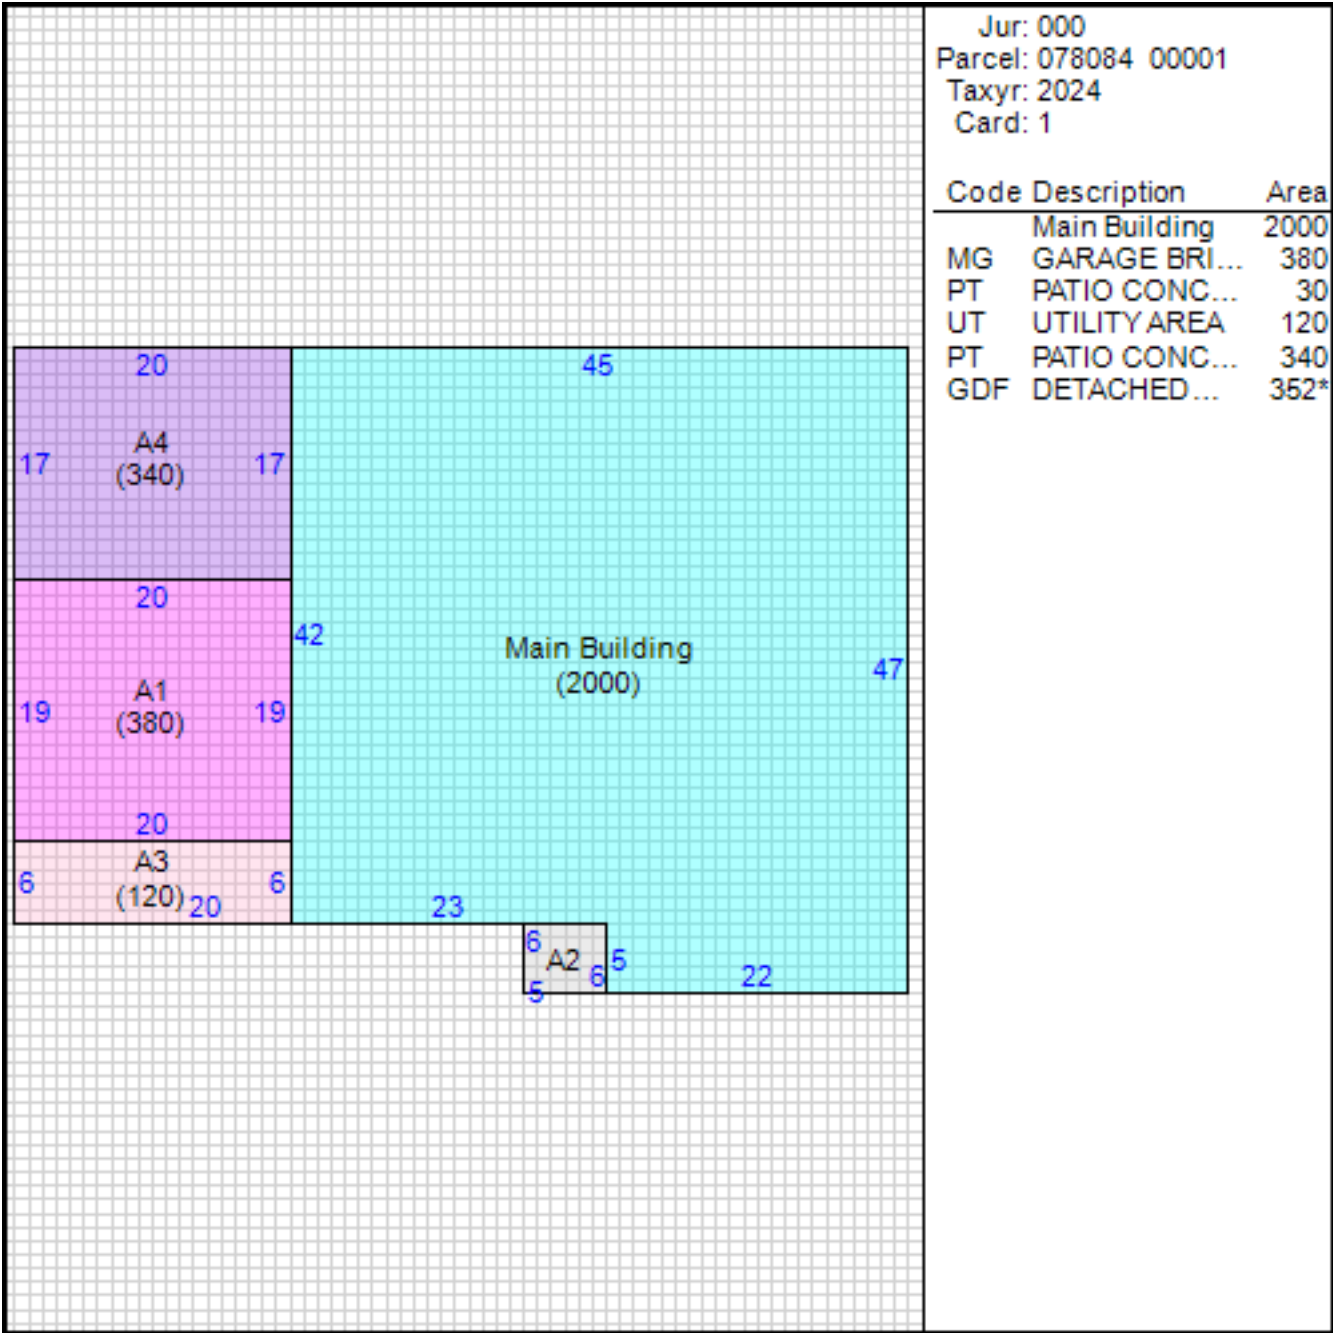 Jur: 000
Parcel: 078084 00001
Taxyr: 2024
Card: 1
Code Description Area
Main Building 2000
MG GARAGE BRI... 380
PT PATIO CONC... 30
UT UTILITY AREA 120
PT PATIO CONC... 340
GDF DETACHED... 352*
20
45
A4
17
17
(340)
20
42
Main Building
(2000)
47
A1
19
19
(380)
20
A3
6
6
(120)
20
23
6
A2
5
6
22
5